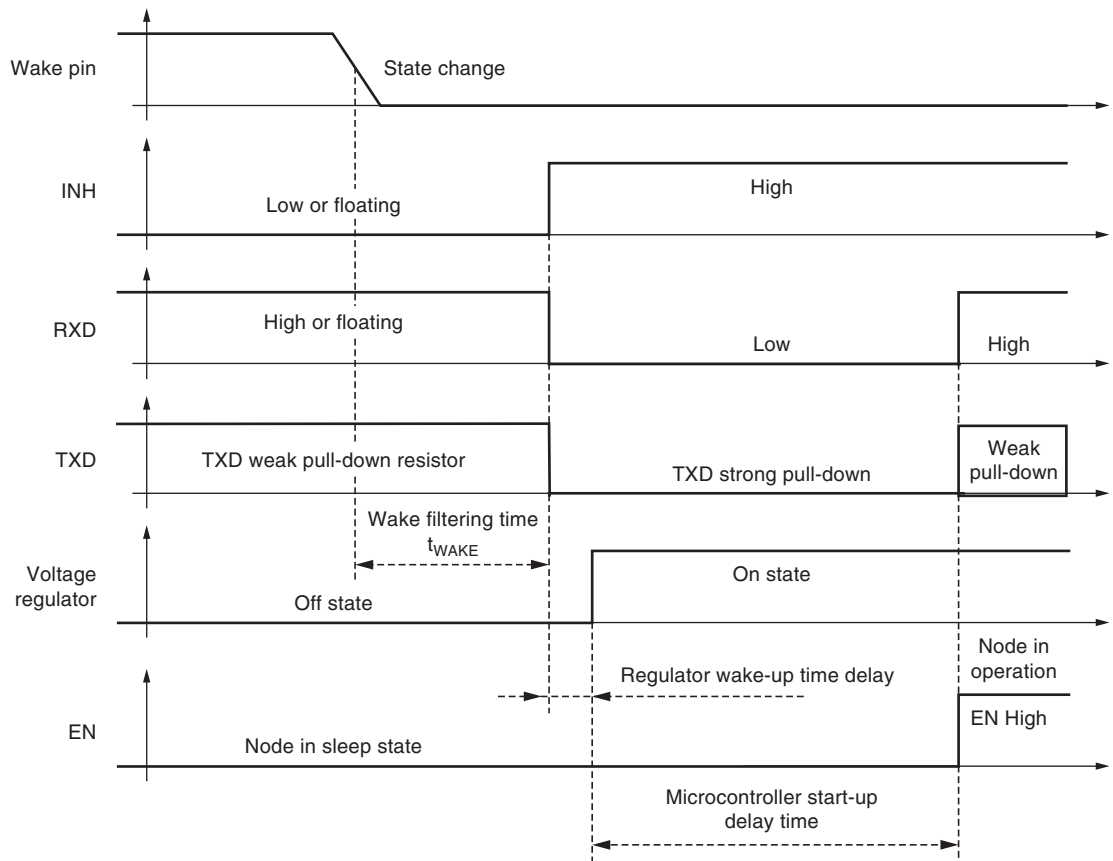 Wake pin
State change
INH
Low or floating
High
RXD
High or floating
Low
High
TXD
TXD weak pull-down resistor
TXD strong pull-down
Weak
pull-down
Wake filtering time
tWAKE
Voltage
regulator
Off state
On state
Node in
operation
Regulator wake-up time delay
EN
Node in sleep state
EN High
Microcontroller start-up
delay time